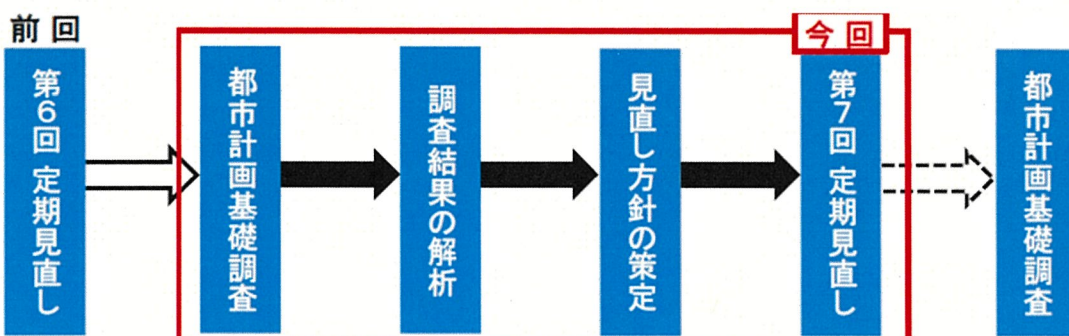 前回
今回
第6回 定期見直し
都市計画基礎調査
調査結果の解析
見直し方針の策定
第7回 定期見直し
都市計画基礎調査